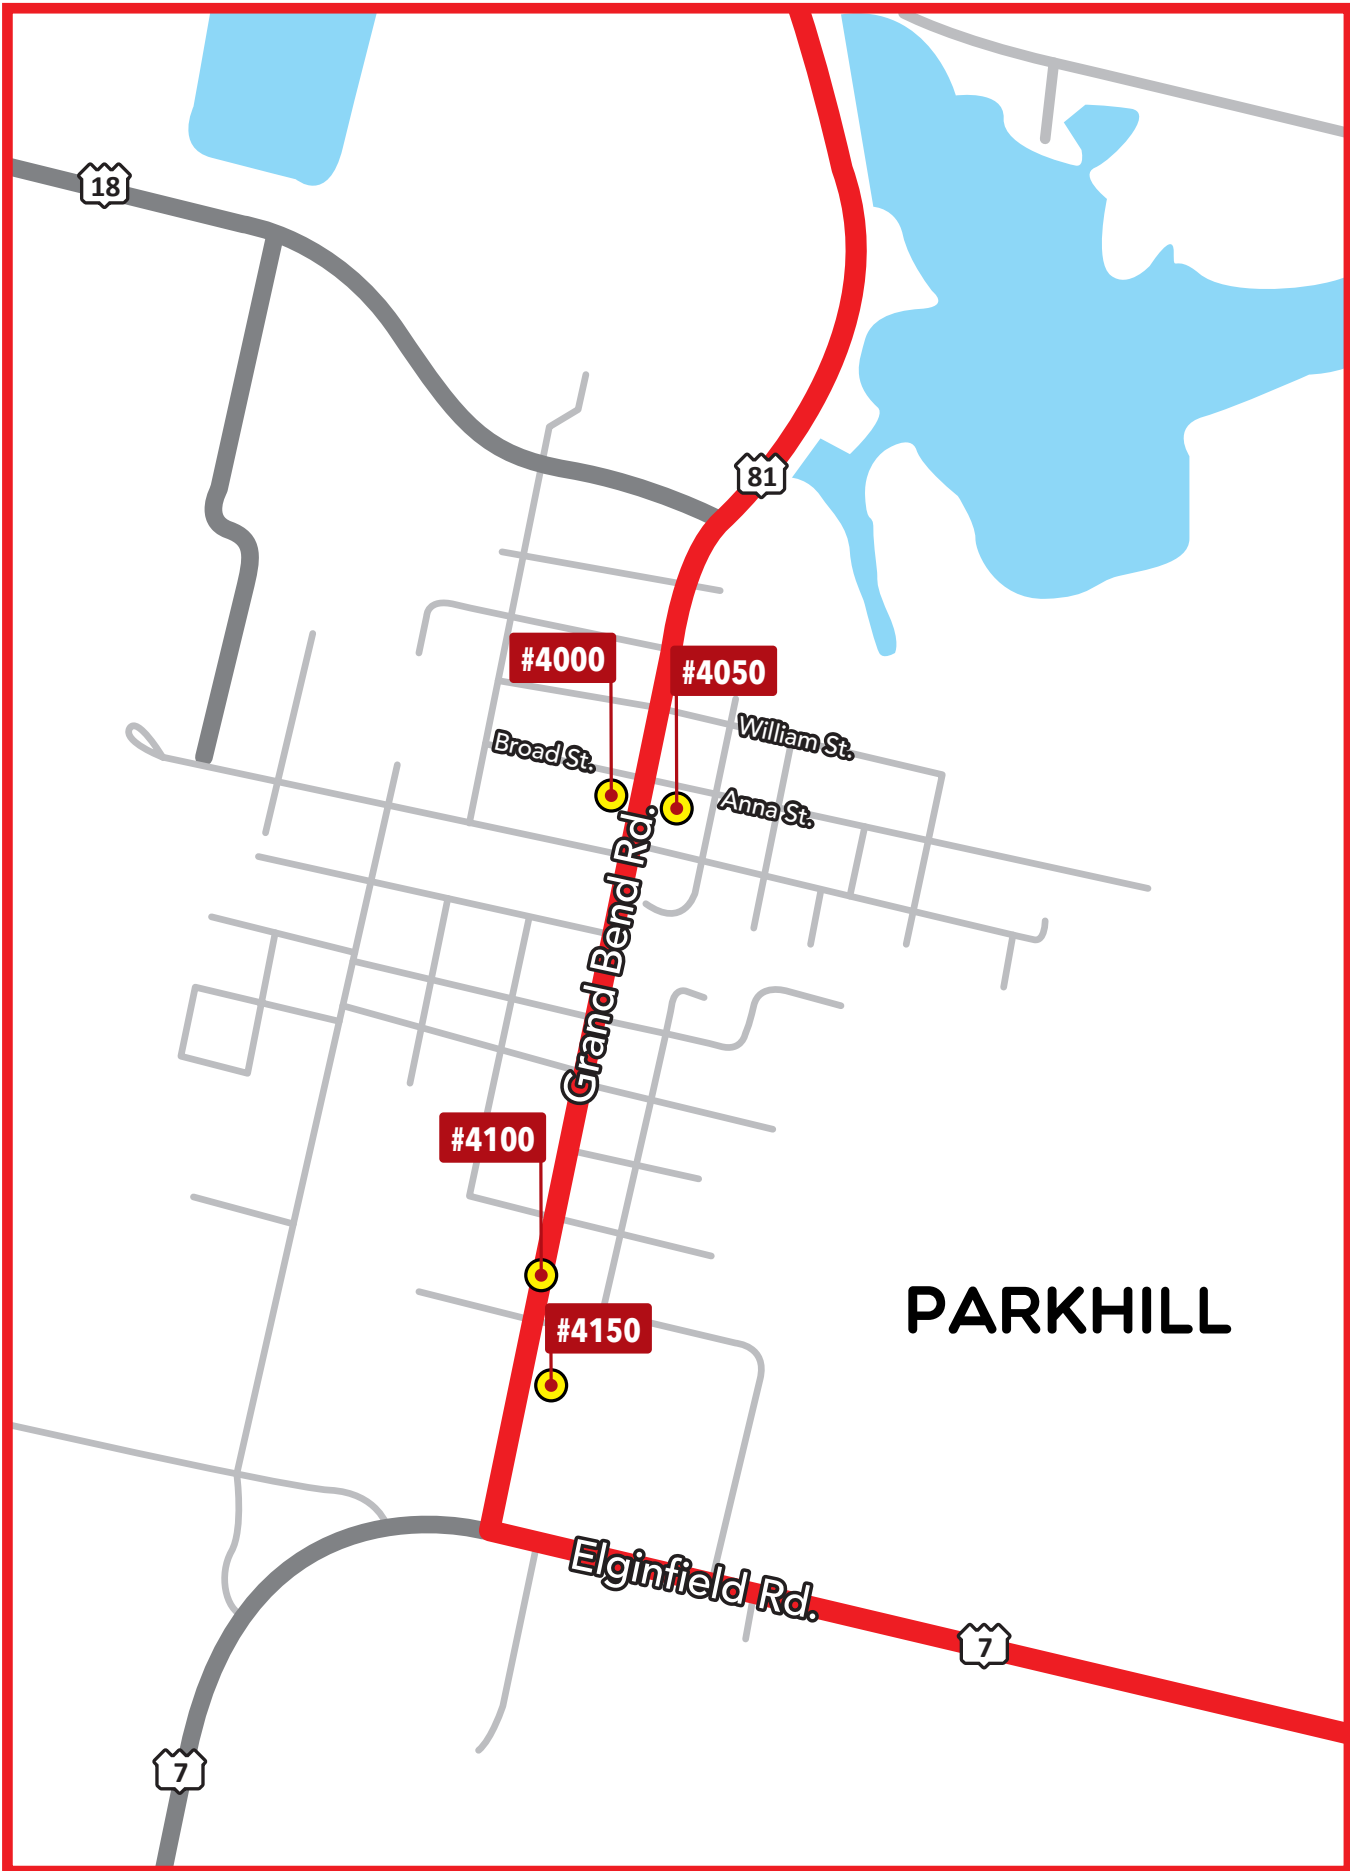 18
81
#4000
#4050
William St.
Broad St.
Anna St.
Grand Bend Rd.
#4100
PARKHILL
#4150
Elginfield Rd.
7
7